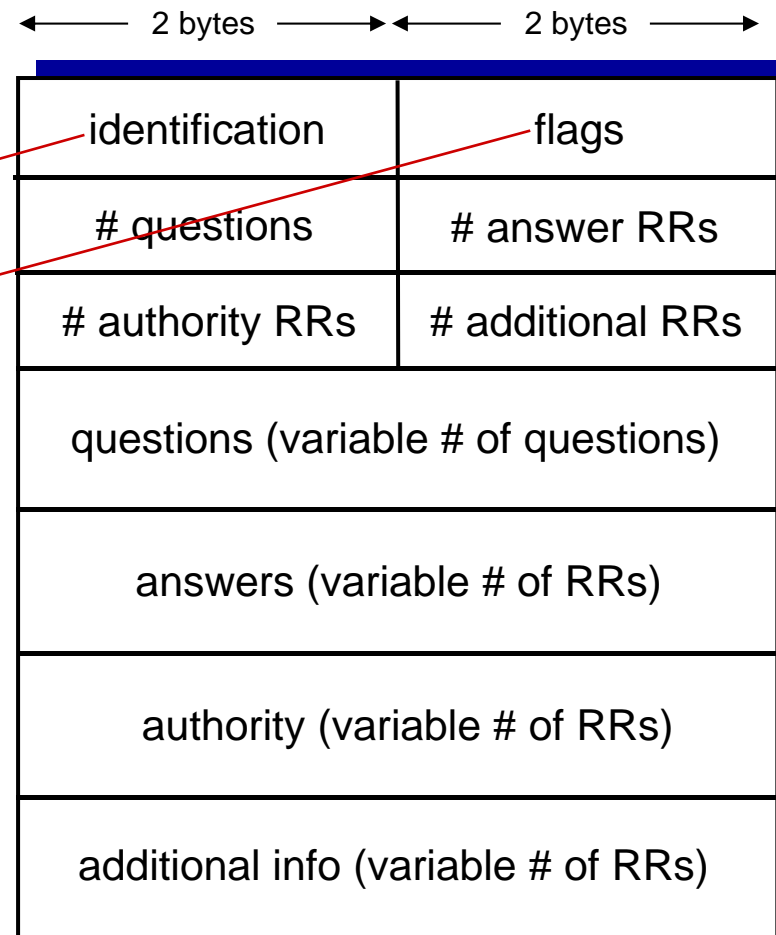 2 bytes 2 bytes
identification flags
# questions # answer RRs
# authority RRs # additional RRs
questions (variable # of questions)
answers (variable # of RRs)
authority (variable # of RRs)
additional info (variable # of RRs)